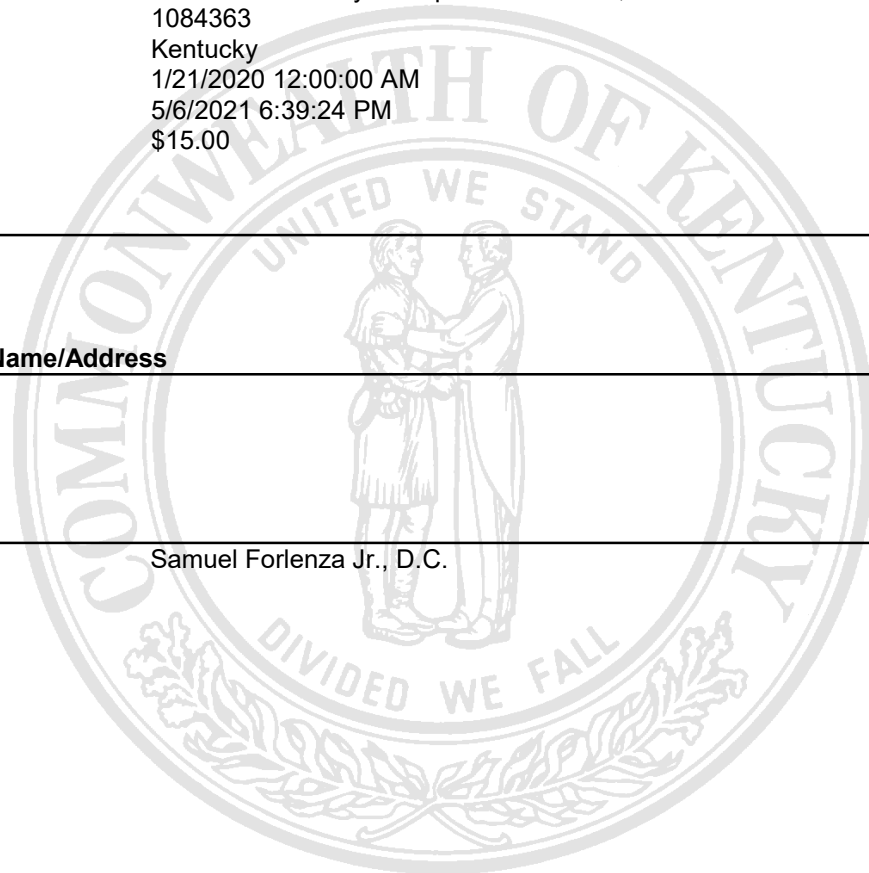 1084363
Kentucky
1/21/2020 12:00:00 AM
5/6/2021 6:39:24 PM
$15.00
COMMONWEALTH OF KENTUCKY
UNITED WE STAND
Name/Address
Samuel Forlenza Jr., D.C.
DIVIDED WE FALL